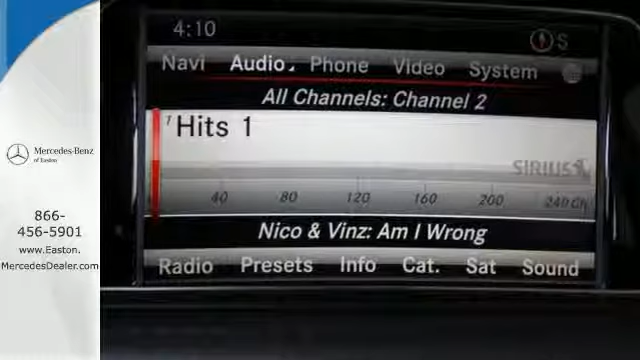 4:10
S
Navi Audio Phone Video System
All Channels: Channel 2
7 Hits 1
SIRIUS
40 80 120 160 200 240 Ch
Nico & Vinz: Am I Wrong
Radio Presets Info Cat. Sat Sound
Mercedes-Benz
of Easton
866-
456-5901
www.Easton.
MercedesDealer.com